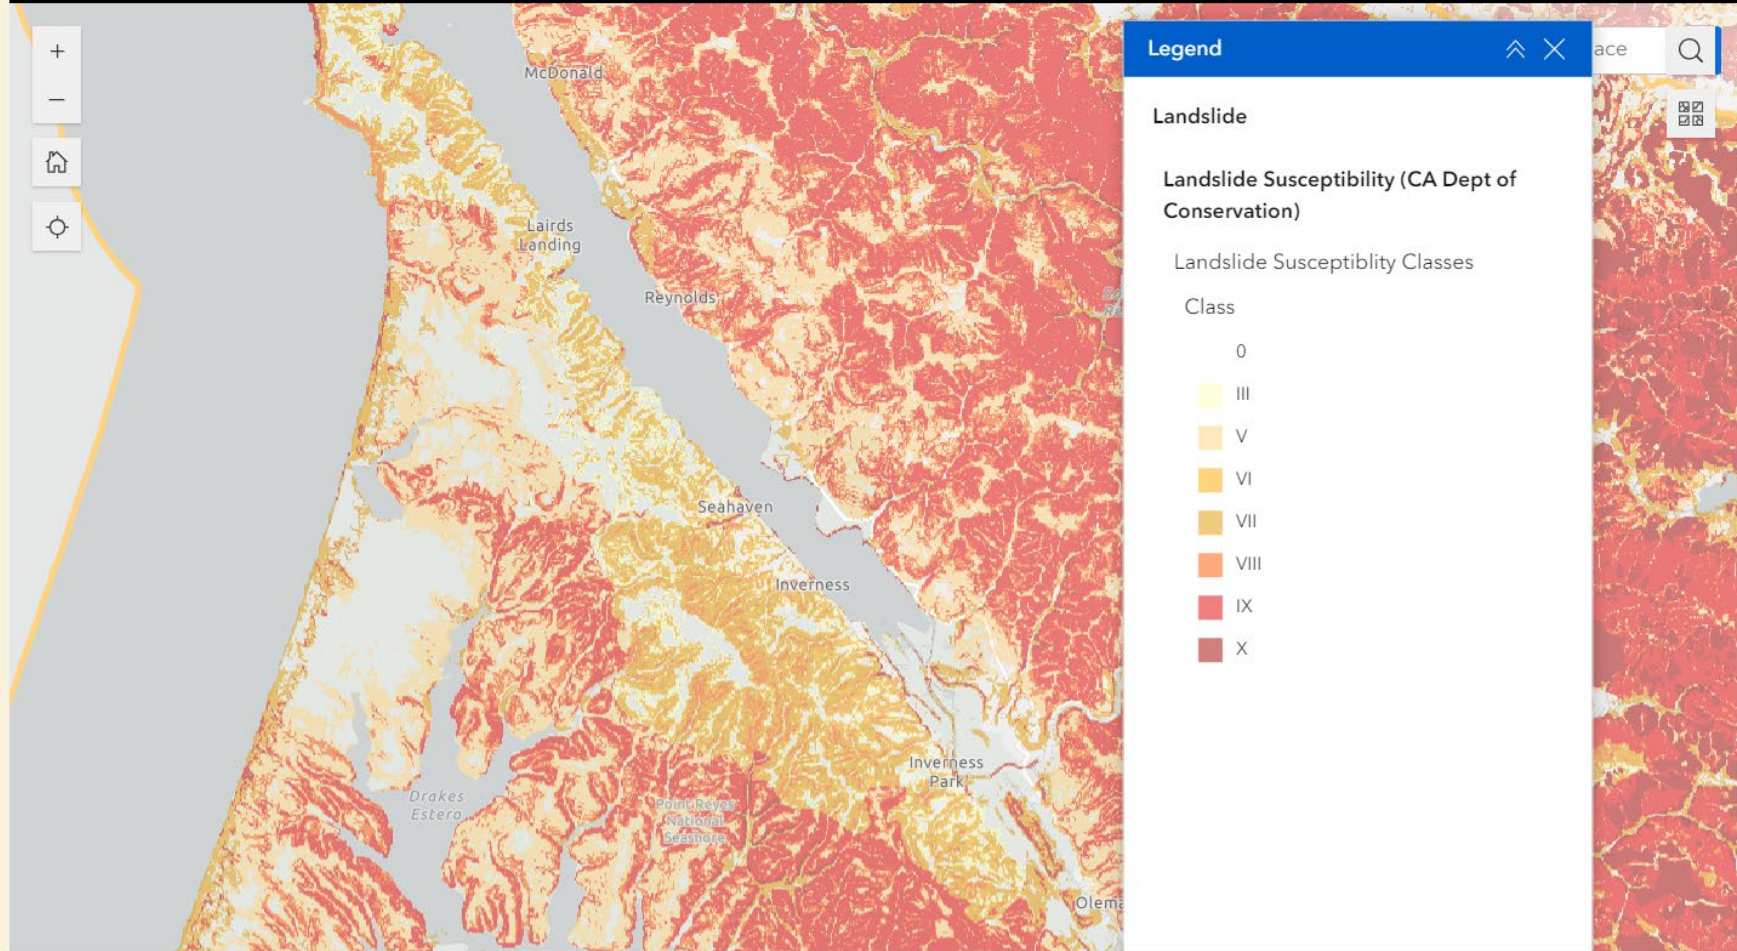 Legend
ace
Landslide
Landslide Susceptibility (CA Dept of
Conservation)
Landslide Susceptiblity Classes
Class
0
III
V
VI
VII
VIII
IX
X
McDonald
Lairds
Landing
Reynolds
Seahaven
Inverness
Inverness
Park
Drakes
Estero
Point Reyes
National
Seashore
Olema